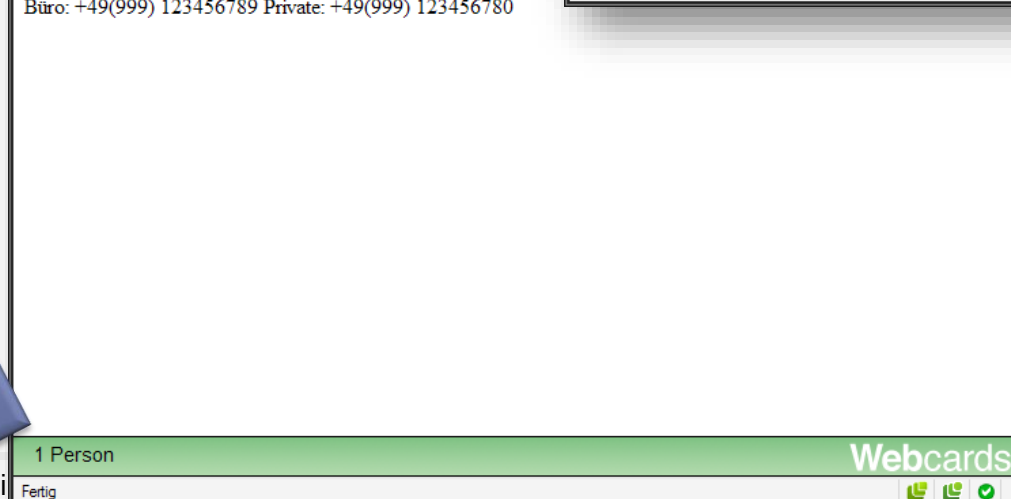 Büro: +49(999) 123456789 Private: +49(999) 123456780
1 Person
Webcards
i
Fertig